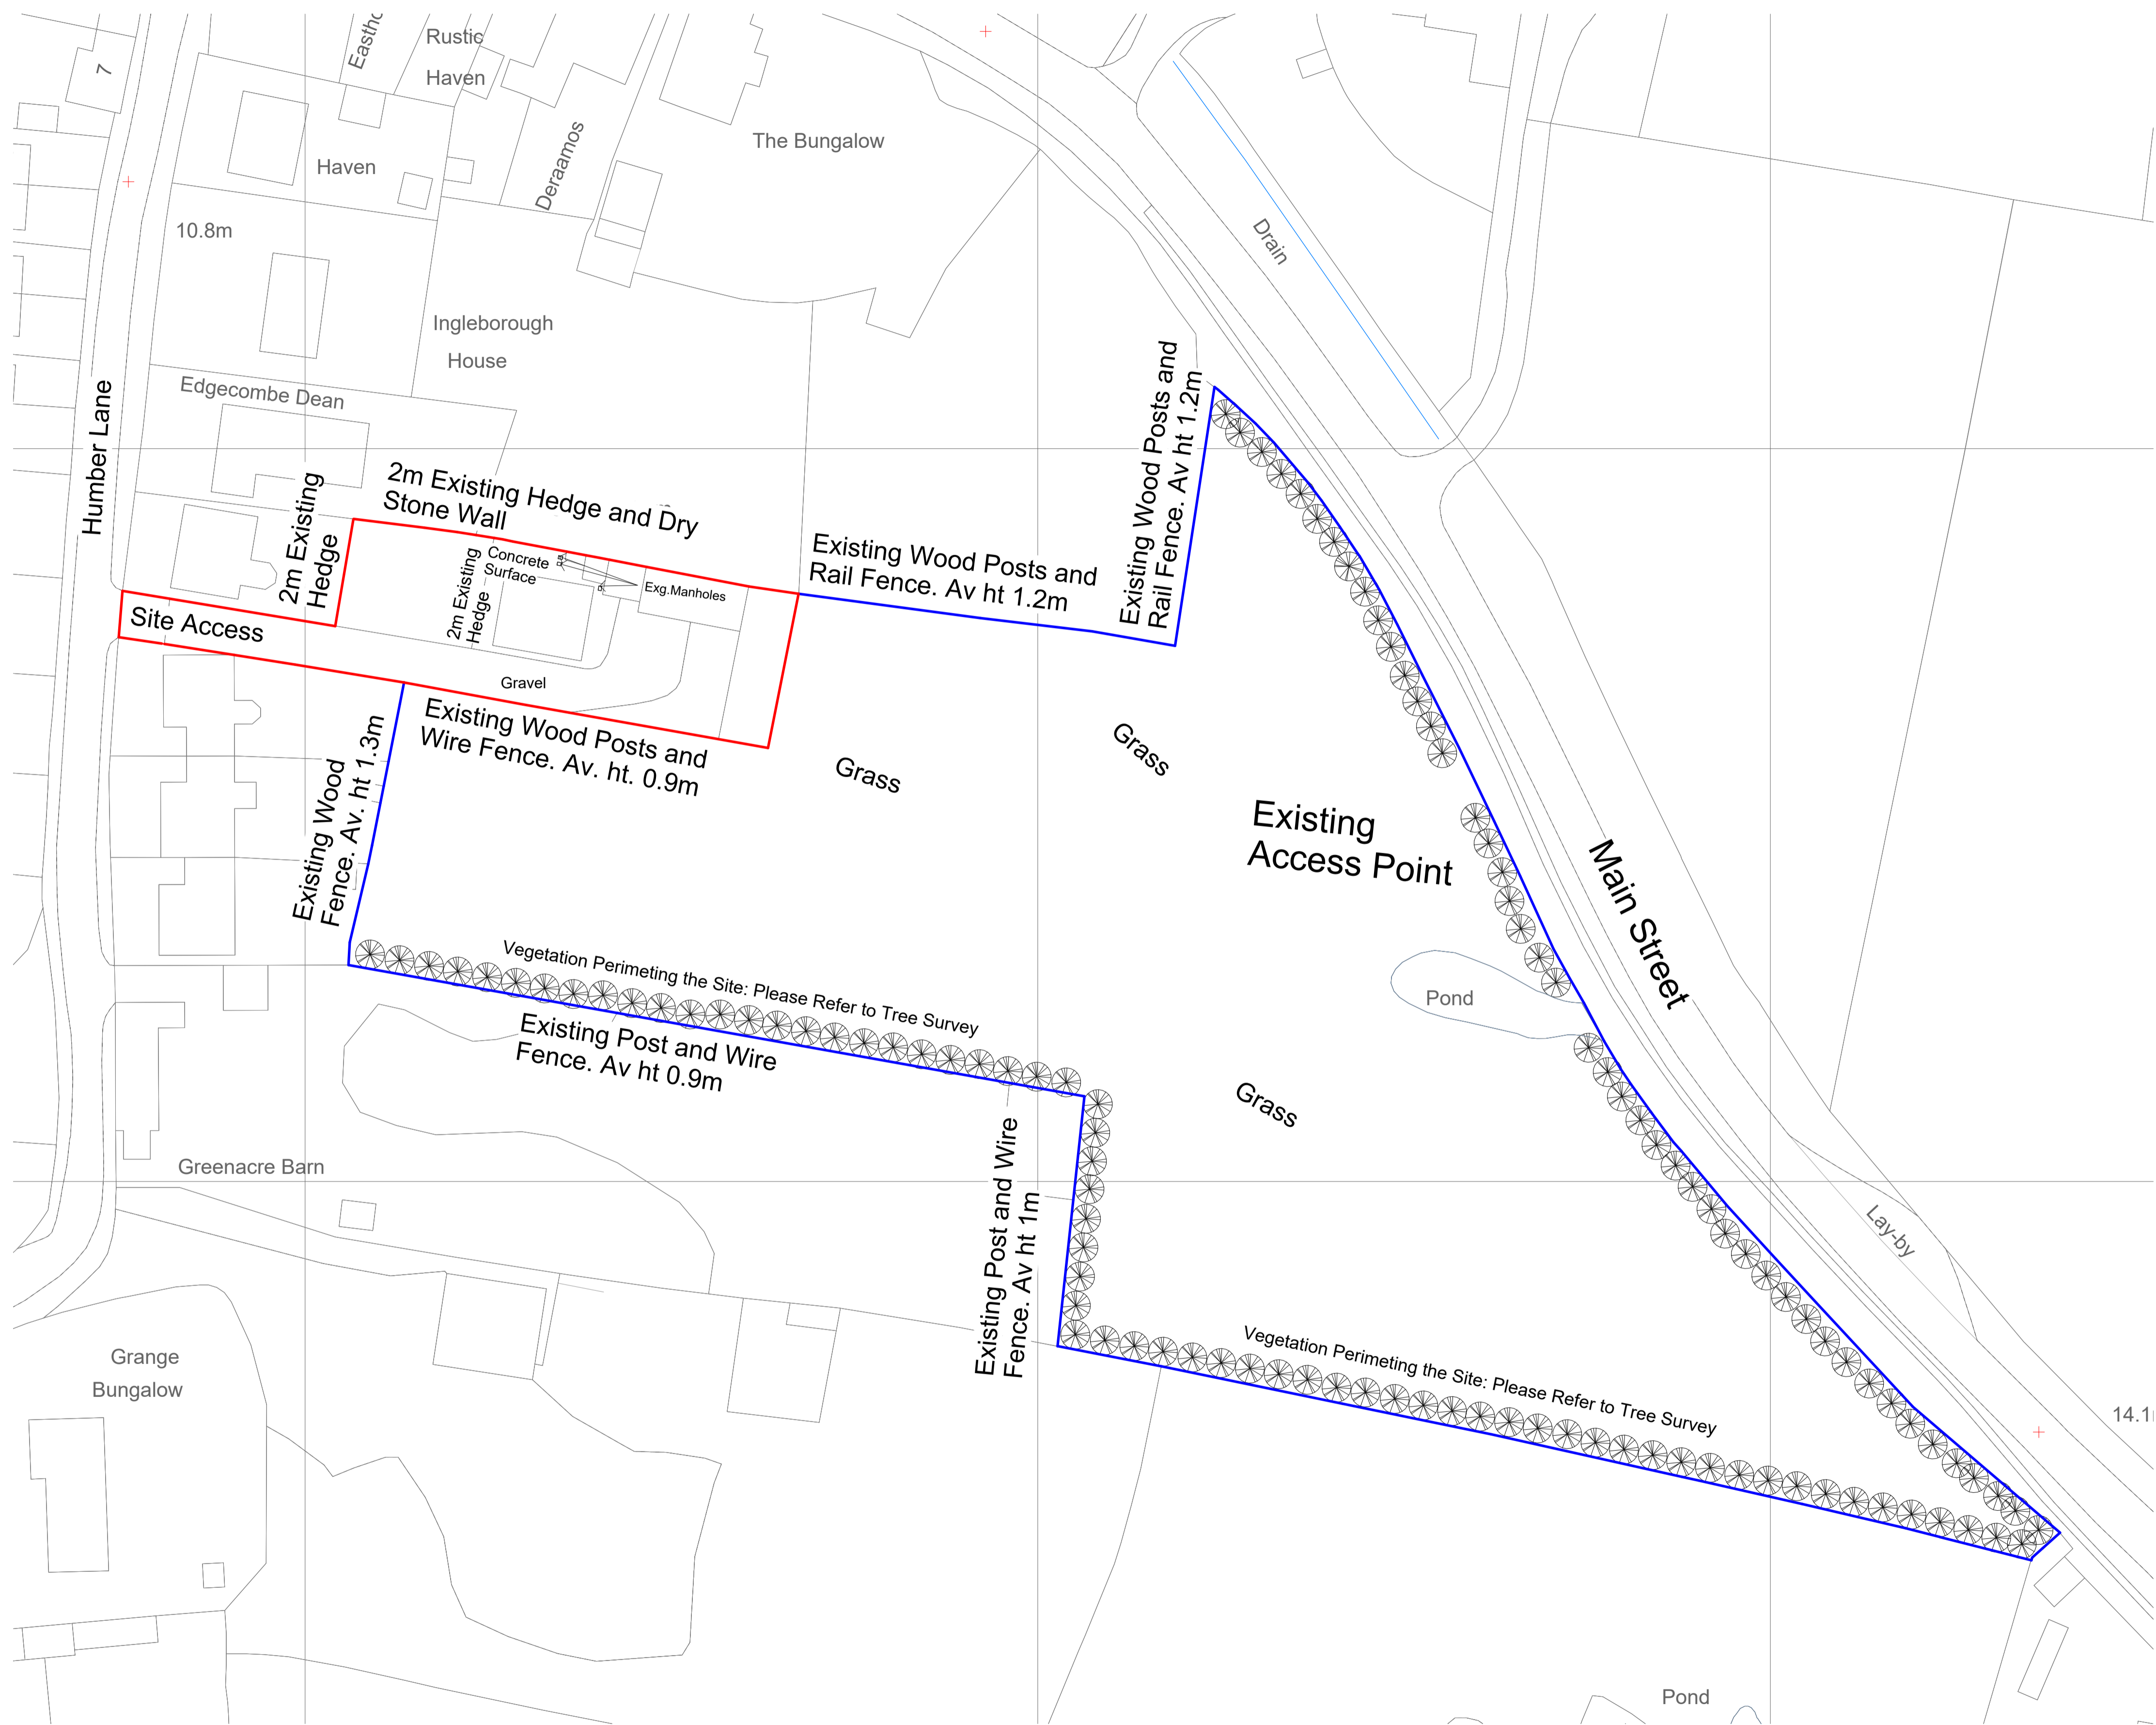 Rustic
Haven
7
Haven
Deraamos
The Bungalow
10.8m
Drain
Ingleborough
House
Edgecombe Dean
Humber Lane
2m Existing
Hedge
2m Existing Hedge and Dry
Stone Wall
Concrete
Surface
2m Existing
Hedge
Exg.Manholes
Site Access
Gravel
Existing Wood Posts and
Rail Fence. Av ht 1.2m
Existing Wood Posts and
Rail Fence. Av ht 1.2m
Existing Wood Posts and
Wire Fence. Av. ht. 0.9m
Existing Wood
Fence. Av. ht 1.3m
Grass
Grass
Existing
Access Point
Main Street
Vegetation Perimeting the Site: Please Refer to Tree Survey
Existing Post and Wire
Fence. Av ht 0.9m
Pond
Grass
Existing Post and Wire
Fence. Av ht 1m
Greenacre Barn
Lay-by
Grange
Bungalow
Vegetation Perimeting the Site: Please Refer to Tree Survey
14.1
Pond